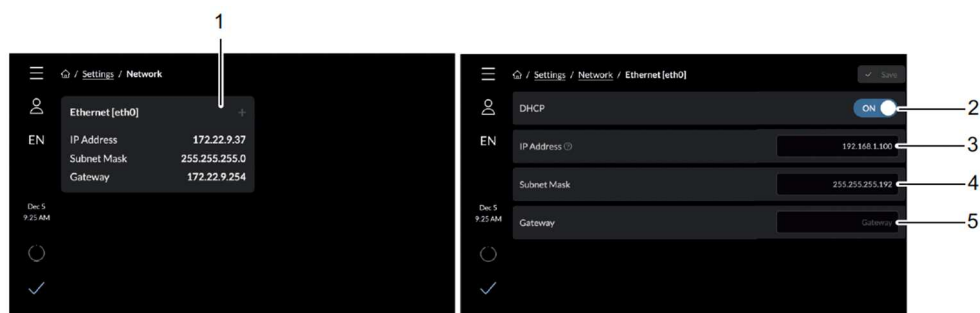 1
Settings / Network
Ethernet [eth0] +
EN
IP Address 172.22.9.37
Subnet Mask 255.255.255.0
Gateway 172.22.9.254
Dec 5
9:25 AM
Settings / Network / Ethernet [eth0]
Save
DHCP ON 2
EN
IP Address 192.168.1.100 3
Subnet Mask 255.255.255.192 4
Dec 5
9:25 AM
Gateway Gateway 5